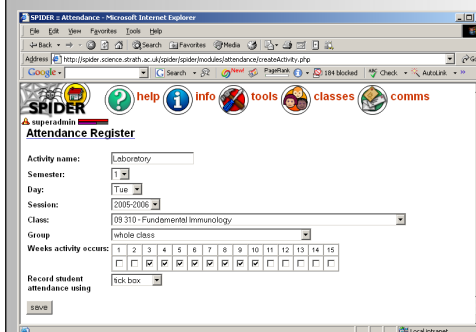 SPIDER :: Attendance - Microsoft Internet Explorer
File Edit View Favorites Tools Help
Back Search Favorites Media
Address http://spider.science.strath.ac.uk/spider/spider/modules/attendance/createActivity.php Go
Google Search New! PageRank 184 blocked Check AutoLink
SPIDER help info tools classes comms
superadmin
Attendance Register
Activity name: Laboratory
Semester: 1
Day: Tue
Session: 2005-2006
Class: 09 310 - Fundamental Immunology
Group whole class
Weeks activity occurs: 1 2 3 4 5 6 7 8 9 10 11 12 13 14 15
Record student tick box
attendance using
save
Local intranet